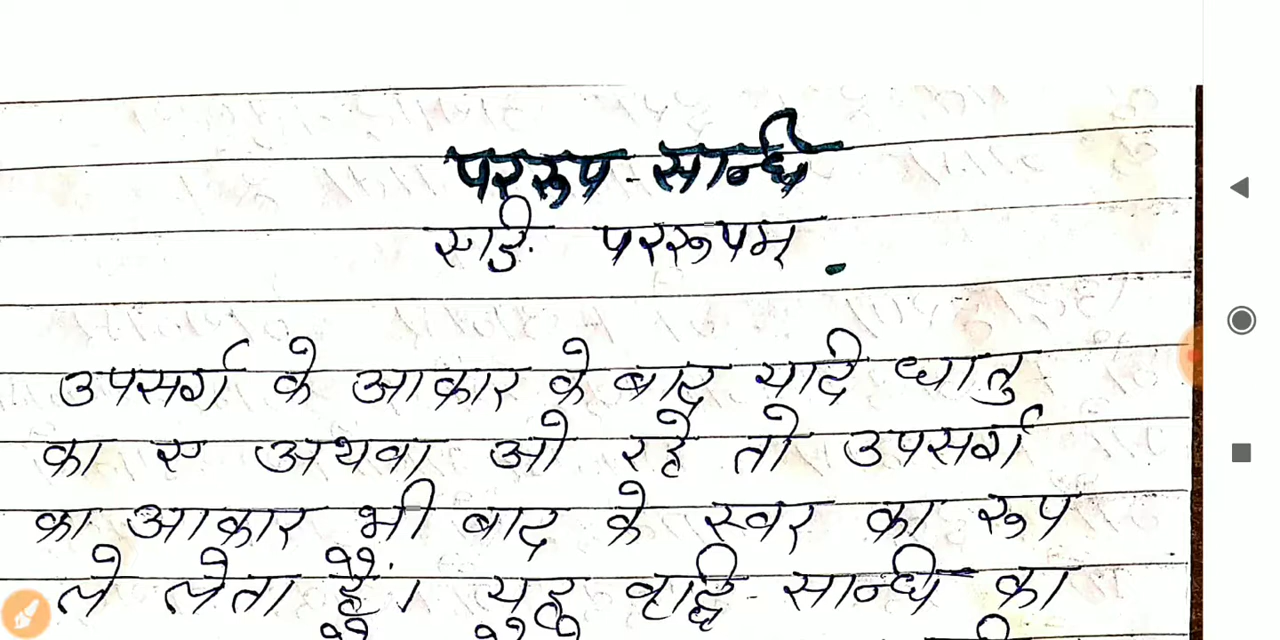 पररूप-सन्धि
एङि पररूपम्.
उपसर्ग के आकार के बाद यदि धातु
का ए अथवा ओ रहे तो उपसर्ग
का आकार भी बाद के स्वर का रूप
ले लेता हैं। यह वृद्धि सन्धि का